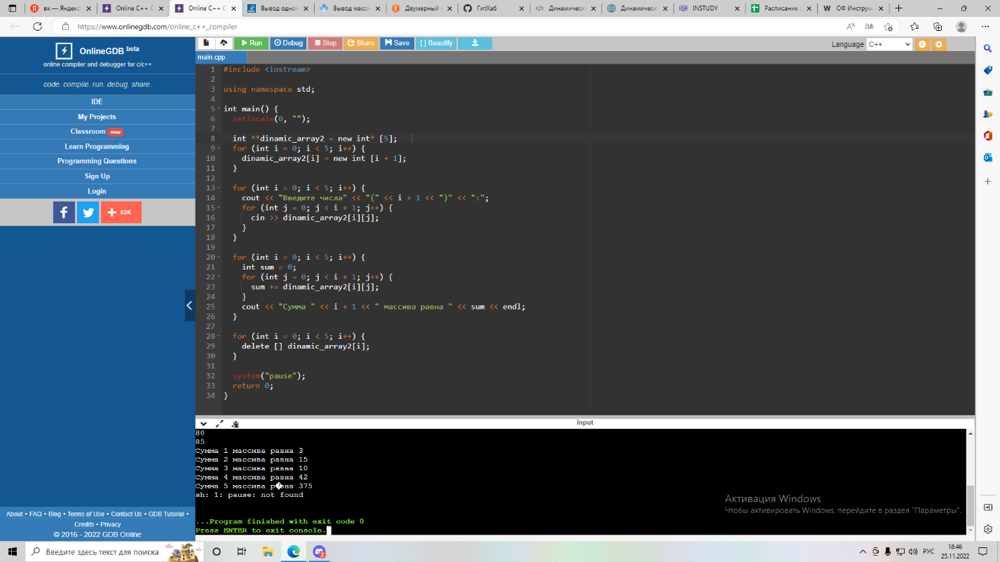 вк — Яндекс
Online C++ C
Online C++ C
Вывод одном
Вывод масси
Двумерный м
ГитХаб
Динамическа
Динамическа
INSTUDY
Расписание з
ОФ Инструм
https://www.onlinegdb.com/online_c++_compiler
OnlineGDB beta
online compiler and debugger for c/c++
code. compile. run. debug. share.
IDE
My Projects
Classroom new
Learn Programming
Programming Questions
Sign Up
Login
82K
About • FAQ • Blog • Terms of Use • Contact Us • GDB Tutorial •
Credits • Privacy
© 2016 - 2022 GDB Online
Run Debug Stop Share Save { } Beautify
Language C++
main.cpp
1 #include <iostream>
2
3 using namespace std;
4
5 int main() {
6 setlocale(0, "");
7
8 int **dinamic_array2 = new int* [5];
9 for (int i = 0; i < 5; i++) {
10 dinamic_array2[i] = new int [i + 1];
11 }
12
13 for (int i = 0; i < 5; i++) {
14 cout << "Введите числа" << "(" << i + 1 << ")" << ":";
15 for (int j = 0; j < i + 1; j++) {
16 cin >> dinamic_array2[i][j];
17 }
18 }
19
20 for (int i = 0; i < 5; i++) {
21 int sum = 0;
22 for (int j = 0; j < i + 1; j++) {
23 sum += dinamic_array2[i][j];
24 }
25 cout << "Сумма " << i + 1 << " массива равна " << sum << endl;
26 }
27
28 for (int i = 0; i < 5; i++) {
29 delete [] dinamic_array2[i];
30 }
31
32 system("pause");
33 return 0;
34 }
input
80
85
Сумма 1 массива равна 3
Сумма 2 массива равна 15
Сумма 3 массива равна 10
Сумма 4 массива равна 42
Сумма 5 массива р�вна 375
sh: 1: pause: not found
...Program finished with exit code 0
Press ENTER to exit console.
Активация Windows
Чтобы активировать Windows, перейдите в раздел "Параметры".
Введите здесь текст для поиска
2
РУС
18:46
25.11.2022